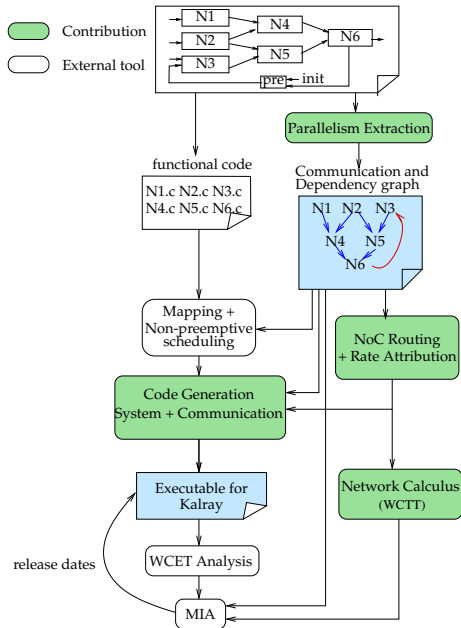 Contribution
External tool
N1
N2
N3
N4
N5
N6
pre
init
Parallelism Extraction
functional code
N1.c N2.c N3.c
N4.c N5.c N6.c
Communication and
Dependency graph
N1 N2 N3
N4 N5
N6
Mapping +
Non-preemptive
scheduling
NoC Routing
+ Rate Attribution
Code Generation
System + Communication
Executable for
Kalray
Network Calculus
(WCTT)
WCET Analysis
release dates
MIA